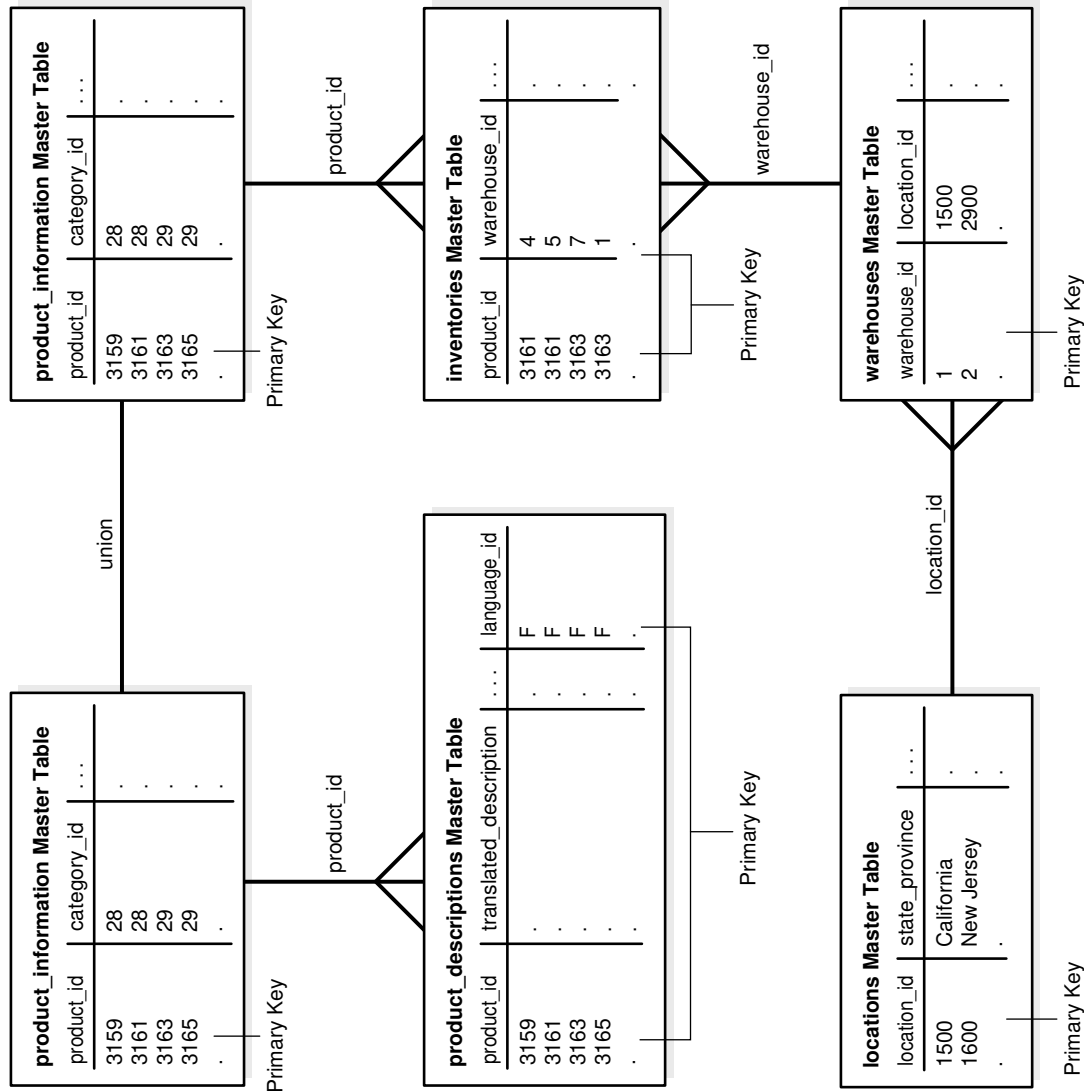 product_information Master Table
product_id category_id ...
3159 28 .
3161 28 .
3163 29 .
3165 29 .
. . .
Primary Key
union
product_information Master Table
product_id category_id ...
3159 28 .
3161 28 .
3163 29 .
3165 29 .
. . .
Primary Key
product_id
product_id
product_descriptions Master Table
product_id translated_description ... language_id
3159 . . F
3161 . . F
3163 . . F
3165 . . F
. . . .
Primary Key
inventories Master Table
product_id warehouse_id ...
3161 4 .
3161 5 .
3163 7 .
3163 1 .
. . .
Primary Key
warehouse_id
locations Master Table
location_id state_province ...
1500 California .
1600 New Jersey .
. . .
Primary Key
location_id
warehouses Master Table
warehouse_id location_id ...
1 1500 .
2 2900 .
. . .
Primary Key